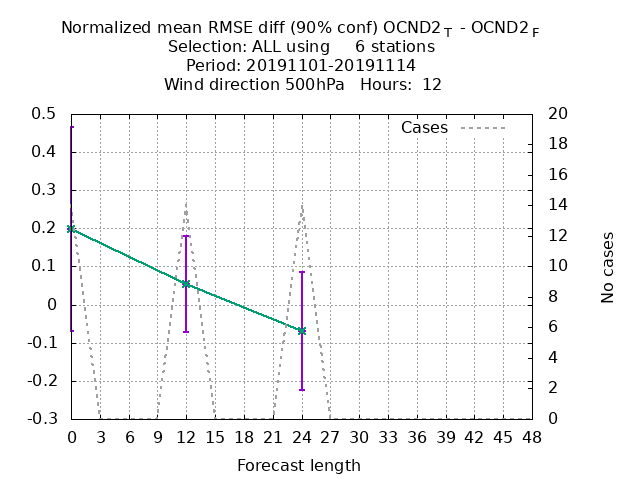 Normalized mean RMSE diff (90% conf) OCND2 T - OCND2 F
Selection: ALL using 6 stations
Period: 20191101-20191114
Wind direction 500hPa Hours: 12
Cases
0.5
0.4
0.3
0.2
0.1
0
-0.1
-0.2
-0.3
20
18
16
14
12
10
8
6
4
2
0
No cases
0 3 6 9 12 15 18 21 24 27 30 33 36 39 42 45 48
Forecast length